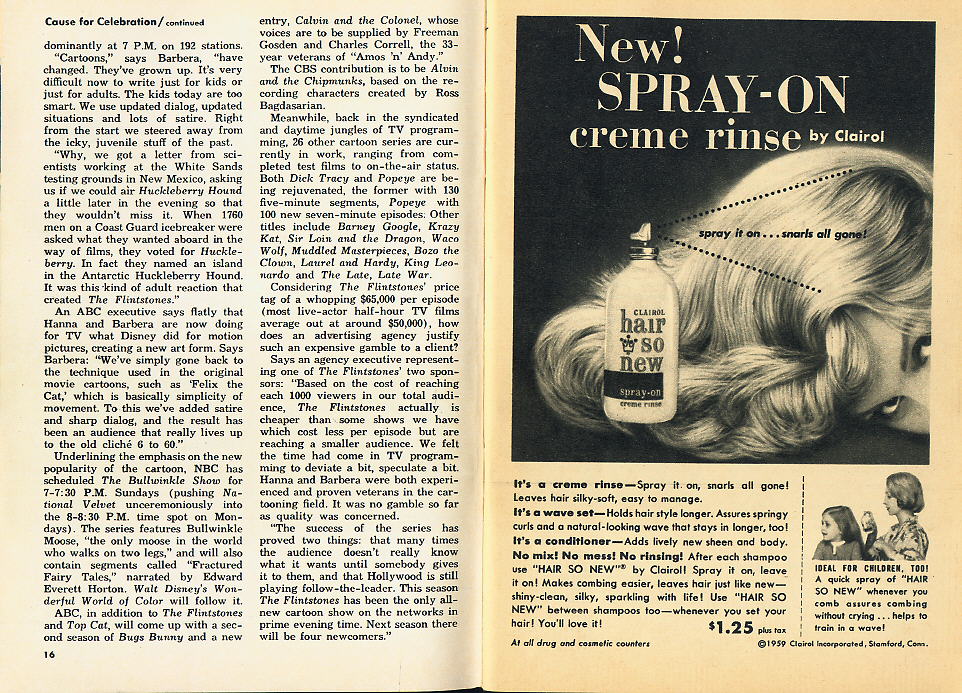 Cause for Celebration/continued
dominantly at 7 P.M. on 192 stations.
“Cartoons,” says Barbera, “have
changed. They've grown up. It's very
difficult now to write just for kids or
just for adults. The kids today are too
smart. We use updated dialog, updated
situations and lots of satire. Right
from the start we steered away from
the icky, juvenile stuff of the past.
“Why, we got a letter from sci-
entists working at the White Sands
testing grounds in New Mexico, asking
us if we could air Huckleberry Hound
a little later in the evening so that
they wouldn't miss it. When 1760
men on a Coast Guard icebreaker were
asked what they wanted aboard in the
way of films, they voted for Huckle-
berry. In fact they named an island
in the Antarctic Huckleberry Hound.
It was this kind of adult reaction that
created The Flintstones.”
An ABC executive says flatly that
Hanna and Barbera are now doing
for TV what Disney did for motion
pictures, creating a new art form. Says
Barbera: “We've simply gone back to
the technique used in the original
movie cartoons, such as ‘Felix the
Cat,’ which is basically simplicity of
movement. To this we've added satire
and sharp dialog, and the result has
been an audience that really lives up
to the old cliché 6 to 60.”
Underlining the emphasis on the new
popularity of the cartoon, NBC has
scheduled The Bullwinkle Show for
7-7:30 P.M. Sundays (pushing Na-
tional Velvet unceremoniously into
the 8-8:30 P.M. time spot on Mon-
days). The series features Bullwinkle
Moose, “the only moose in the world
who walks on two legs,” and will also
contain segments called “Fractured
Fairy Tales,” narrated by Edward
Everett Horton. Walt Disney's Won-
derful World of Color will follow it.
ABC, in addition to The Flintstones
and Top Cat, will come up with a sec-
ond season of Bugs Bunny and a new
16
entry, Calvin and the Colonel, whose
voices are to be supplied by Freeman
Gosden and Charles Correll, the 33-
year veterans of “Amos 'n' Andy.”
The CBS contribution is to be Alvin
and the Chipmunks, based on the re-
cording characters created by Ross
Bagdasarian.
Meanwhile, back in the syndicated
and daytime jungles of TV program-
ming, 26 other cartoon series are cur-
rently in work, ranging from com-
pleted test films to on-the-air status.
Both Dick Tracy and Popeye are be-
ing rejuvenated, the former with 130
five-minute segments, Popeye with
100 new seven-minute episodes. Other
titles include Barney Google, Krazy
Kat, Sir Loin and the Dragon, Waco
Wolf, Muddled Masterpieces, Bozo the
Clown, Laurel and Hardy, King Leo-
nardo and The Late, Late War.
Considering The Flintstones' price
tag of a whopping $65,000 per episode
(most live-actor half-hour TV films
average out at around $50,000), how
does an advertising agency justify
such an expensive gamble to a client?
Says an agency executive represent-
ing one of The Flintstones' two spon-
sors: “Based on the cost of reaching
each 1000 viewers in our total audi-
ence, The Flintstones actually is
cheaper than some shows we have
which cost less per episode but are
reaching a smaller audience. We felt
the time had come in TV program-
ming to deviate a bit, speculate a bit.
Hanna and Barbera were both experi-
enced and proven veterans in the car-
tooning field. It was no gamble so far
as quality was concerned.
“The success of the series has
proved two things: that many times
the audience doesn't really know
what it wants until somebody gives
it to them, and that Hollywood is still
playing follow-the-leader. This season
The Flintstones has been the only all-
new cartoon show on the networks in
prime evening time. Next season there
will be four newcomers.”
New!
SPRAY-ON
creme rinse by Clairol
spray it on...snarls all gone!
CLAIROL
hair
so
new
spray-on
creme rinse
It's a creme rinse—Spray it on, snarls all gone!
Leaves hair silky-soft, easy to manage.
It's a wave set—Holds hair style longer. Assures springy
curls and a natural-looking wave that stays in longer, too!
It's a conditioner—Adds lively new sheen and body.
No mix! No mess! No rinsing! After each shampoo
use “HAIR SO NEW”® by Clairol! Spray it on, leave
it on! Makes combing easier, leaves hair just like new—
shiny-clean, silky, sparkling with life! Use “HAIR SO
NEW” between shampoos too—whenever you set your
hair! You'll love it!
$1.25 plus tax
IDEAL FOR CHILDREN, TOO!
A quick spray of “HAIR
SO NEW” whenever you
comb assures combing
without crying...helps to
train in a wave!
At all drug and cosmetic counters
©1959 Clairol Incorporated, Stamford, Conn.